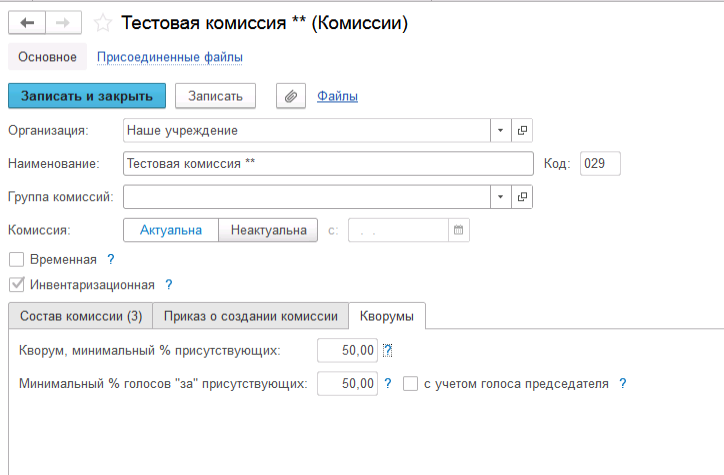 Тестовая комиссия ** (Комиссии)
Основное Присоединенные файлы
Записать и закрыть Записать Файлы
Организация: Наше учреждение
Наименование: Тестовая комиссия ** Код: 029
Группа комиссий:
Комиссия: Актуальна Неактуальна с: . .
Временная ?
Инвентаризационная ?
Состав комиссии (3) Приказ о создании комиссии Кворумы
Кворум, минимальный % присутствующих: 50,00 ?
Минимальный % голосов "за" присутствующих: 50,00 ? с учетом голоса председателя ?